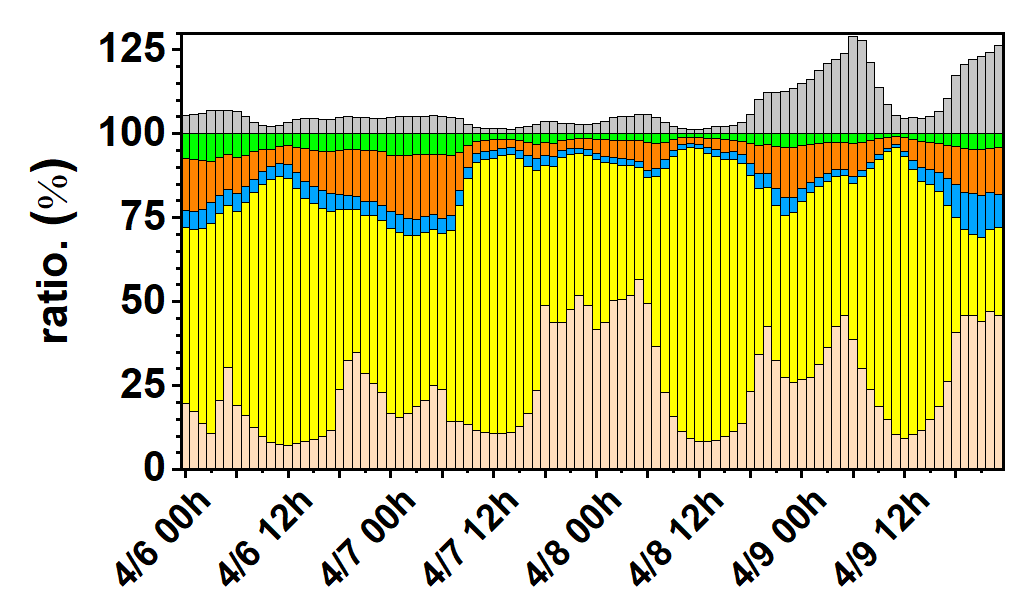 ratio. (%)
125
100
75
50
25
0
4/6 00h
4/6 12h
4/7 00h
4/7 12h
4/8 00h
4/8 12h
4/9 00h
4/9 12h